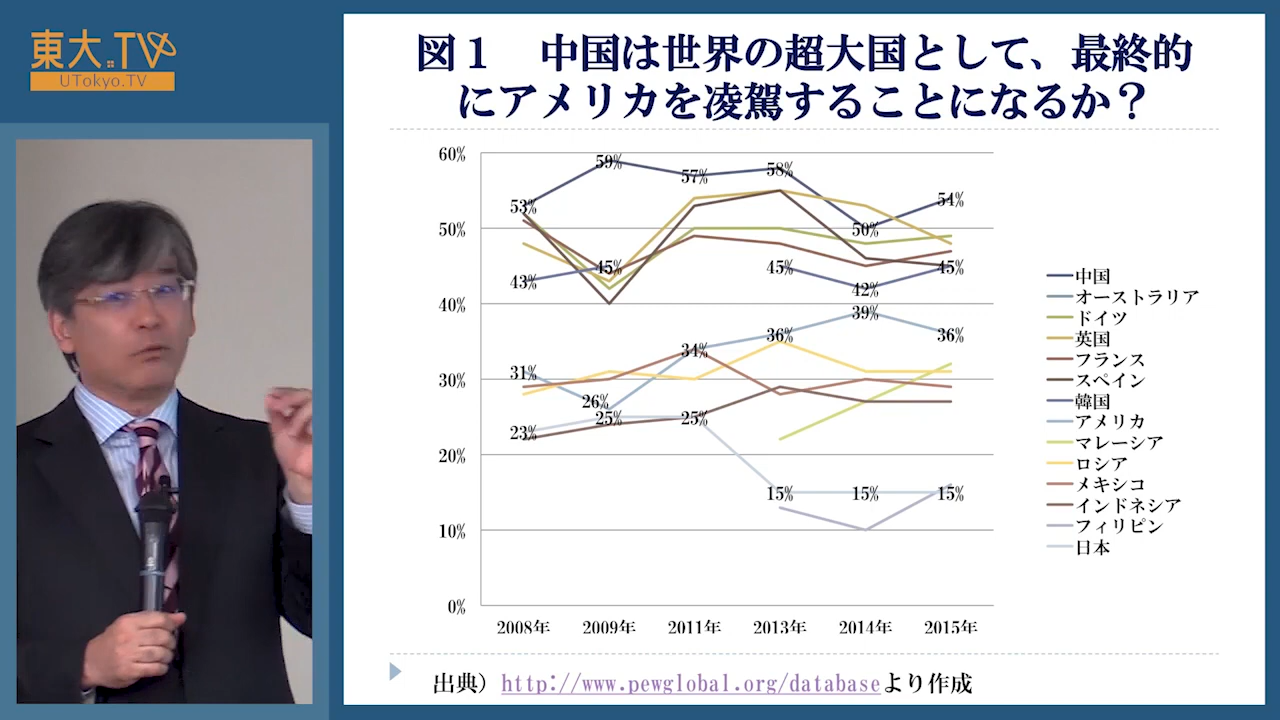 東大.TV
UTokyo.TV
図１　中国は世界の超大国として、最終的
にアメリカを凌駕することになるか？
60%
50%
40%
30%
20%
10%
0%
53%
59%
57%
58%
50%
54%
43%
45%
45%
42%
45%
31%
26%
34%
36%
39%
36%
23%
25%
25%
15%
15%
15%
2008年 2009年 2011年 2013年 2014年 2015年
中国
オーストラリア
ドイツ
英国
フランス
スペイン
韓国
アメリカ
マレーシア
ロシア
メキシコ
インドネシア
フィリピン
日本
出典）http://www.pewglobal.org/databaseより作成